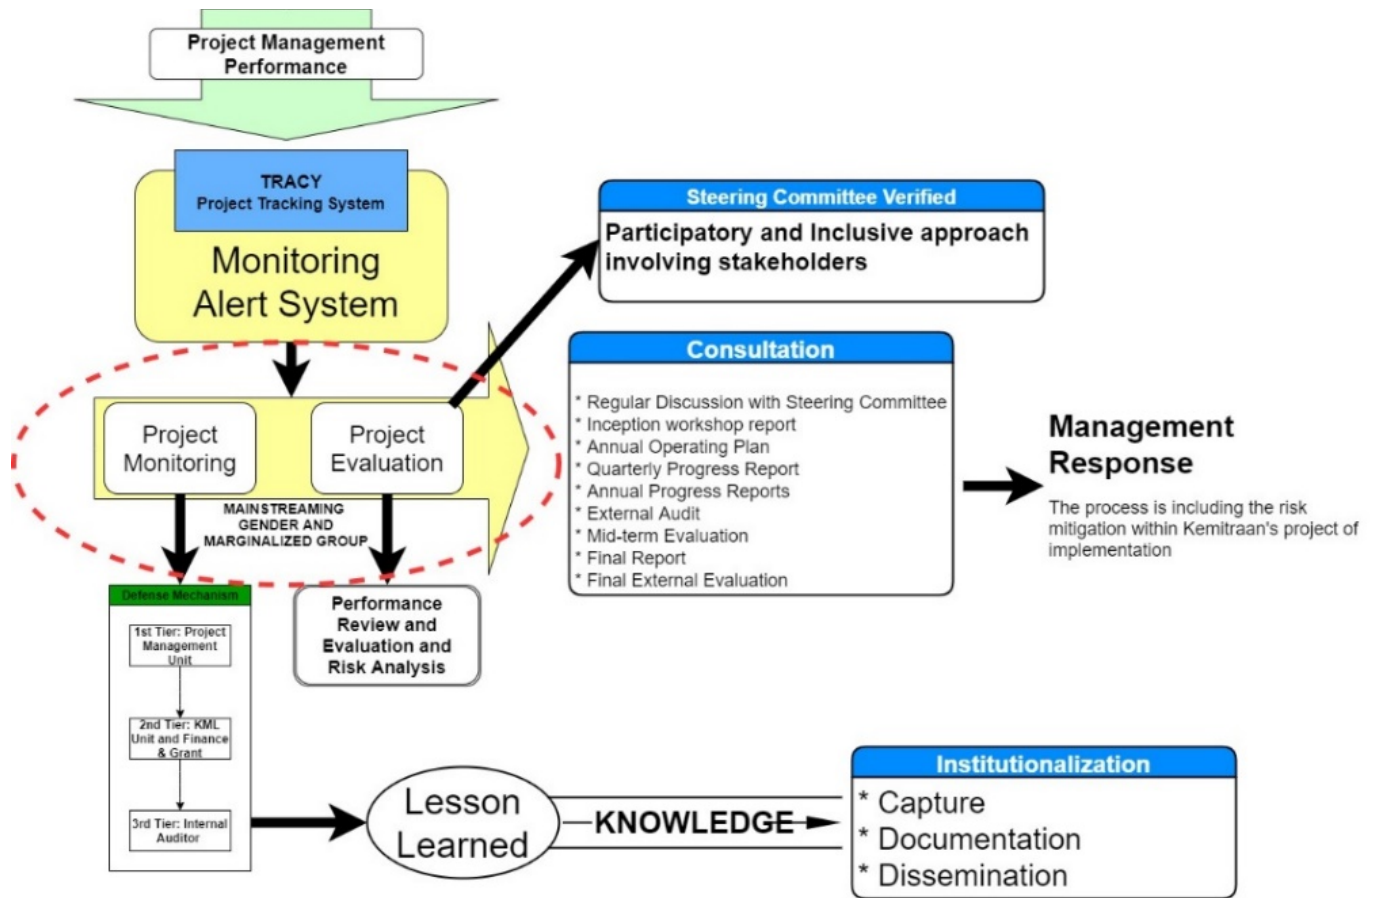 Project Management
Performance
TRACY
Project Tracking System
Monitoring
Alert System
Steering Committee Verified
Participatory and Inclusive approach
involving stakeholders
Project
Monitoring
Project
Evaluation
MAINSTREAMING
GENDER AND
MARGINALIZED GROUP
Consultation
* Regular Discussion with Steering Committee
* Inception workshop report
* Annual Operating Plan
* Quarterly Progress Report
* Annual Progress Reports
* External Audit
* Mid-term Evaluation
* Final Report
* Final External Evaluation
Management
Response
The process is including the risk
mitigation within Kemitraan's project of
implementation
Defense Mechanism
1st Tier: Project
Management
Unit
2nd Tier: KML
Unit and Finance
& Grant
3rd Tier: Internal
Auditor
Performance
Review and
Evaluation and
Risk Analysis
Lesson
Learned
KNOWLEDGE
Institutionalization
* Capture
* Documentation
* Dissemination